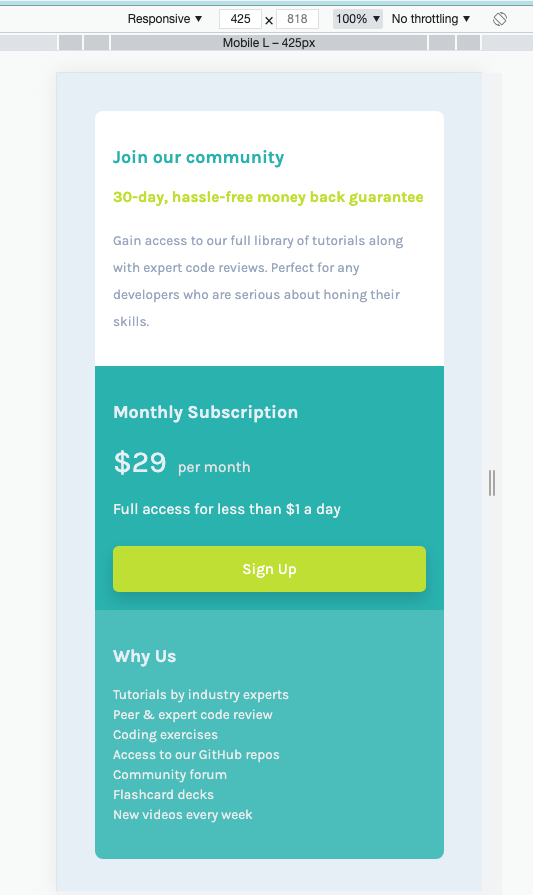 Responsive ▼ 425 × 818 100% ▼ No throttling ▼
Mobile L – 425px
Join our community
30-day, hassle-free money back guarantee
Gain access to our full library of tutorials along
with expert code reviews. Perfect for any
developers who are serious about honing their
skills.
Monthly Subscription
$29 per month
Full access for less than $1 a day
Sign Up
Why Us
Tutorials by industry experts
Peer & expert code review
Coding exercises
Access to our GitHub repos
Community forum
Flashcard decks
New videos every week